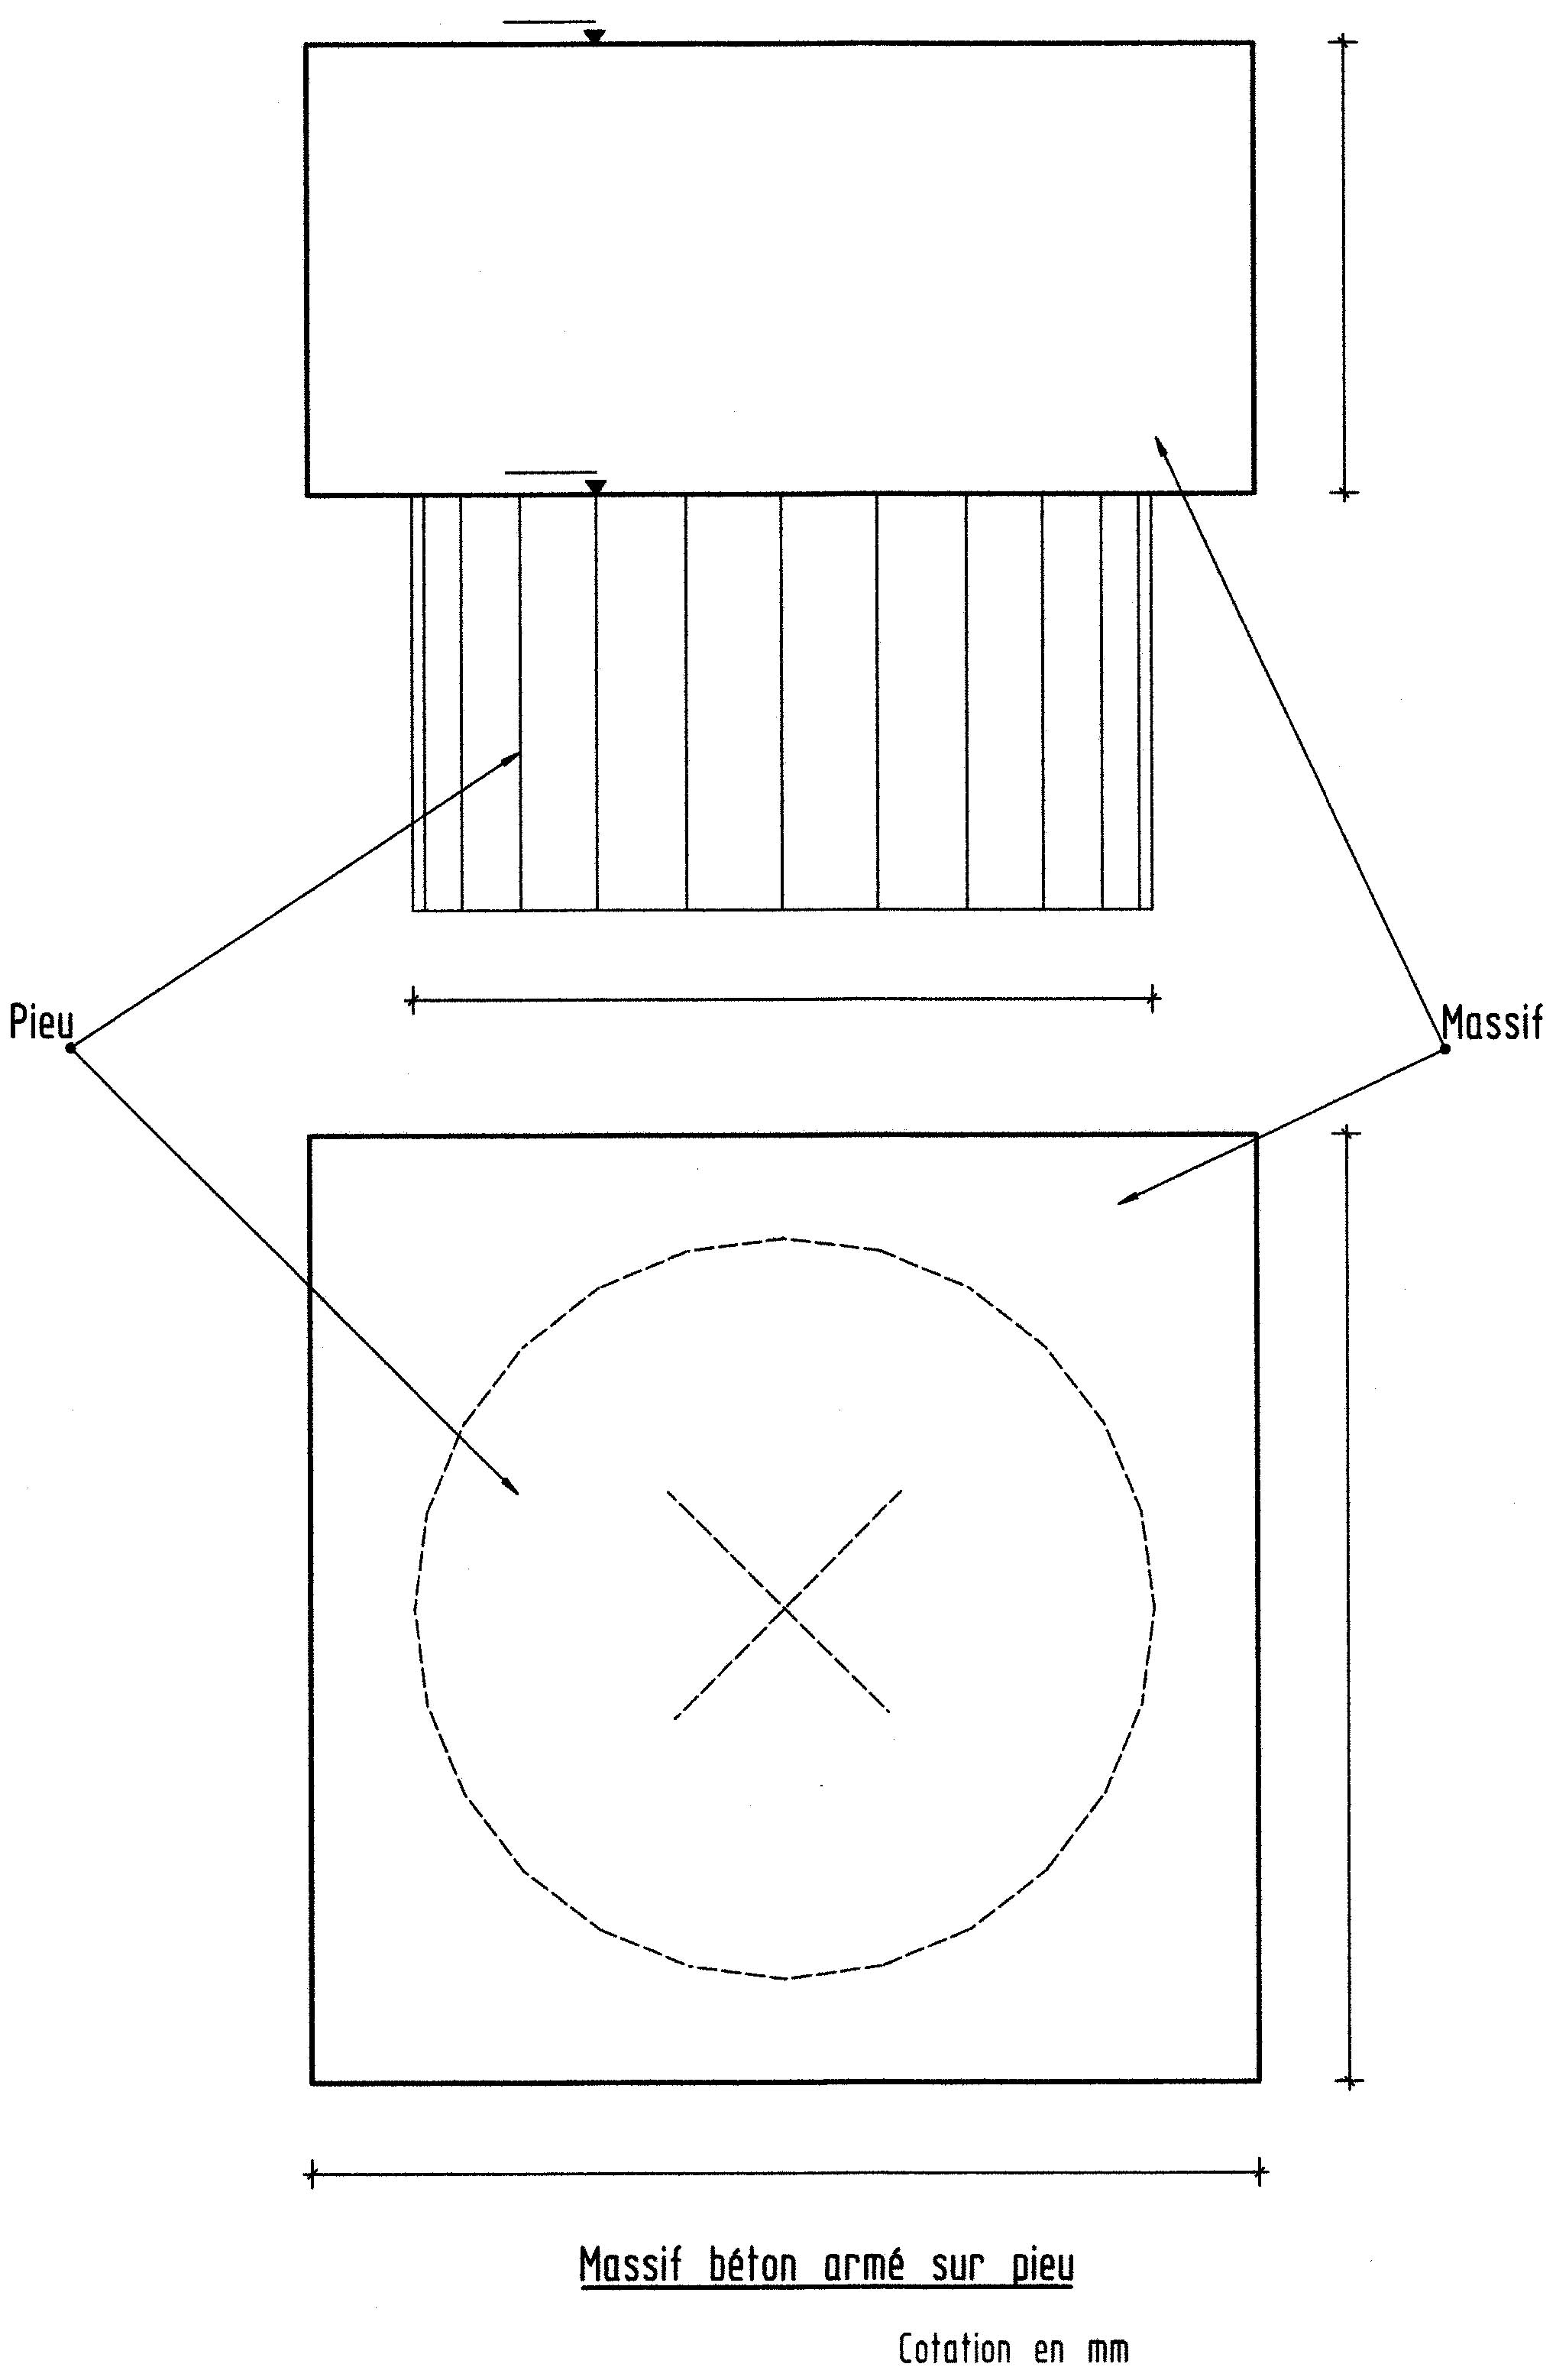 Pieu
Massif
Massif béton armé sur pieu
Cotation en mm